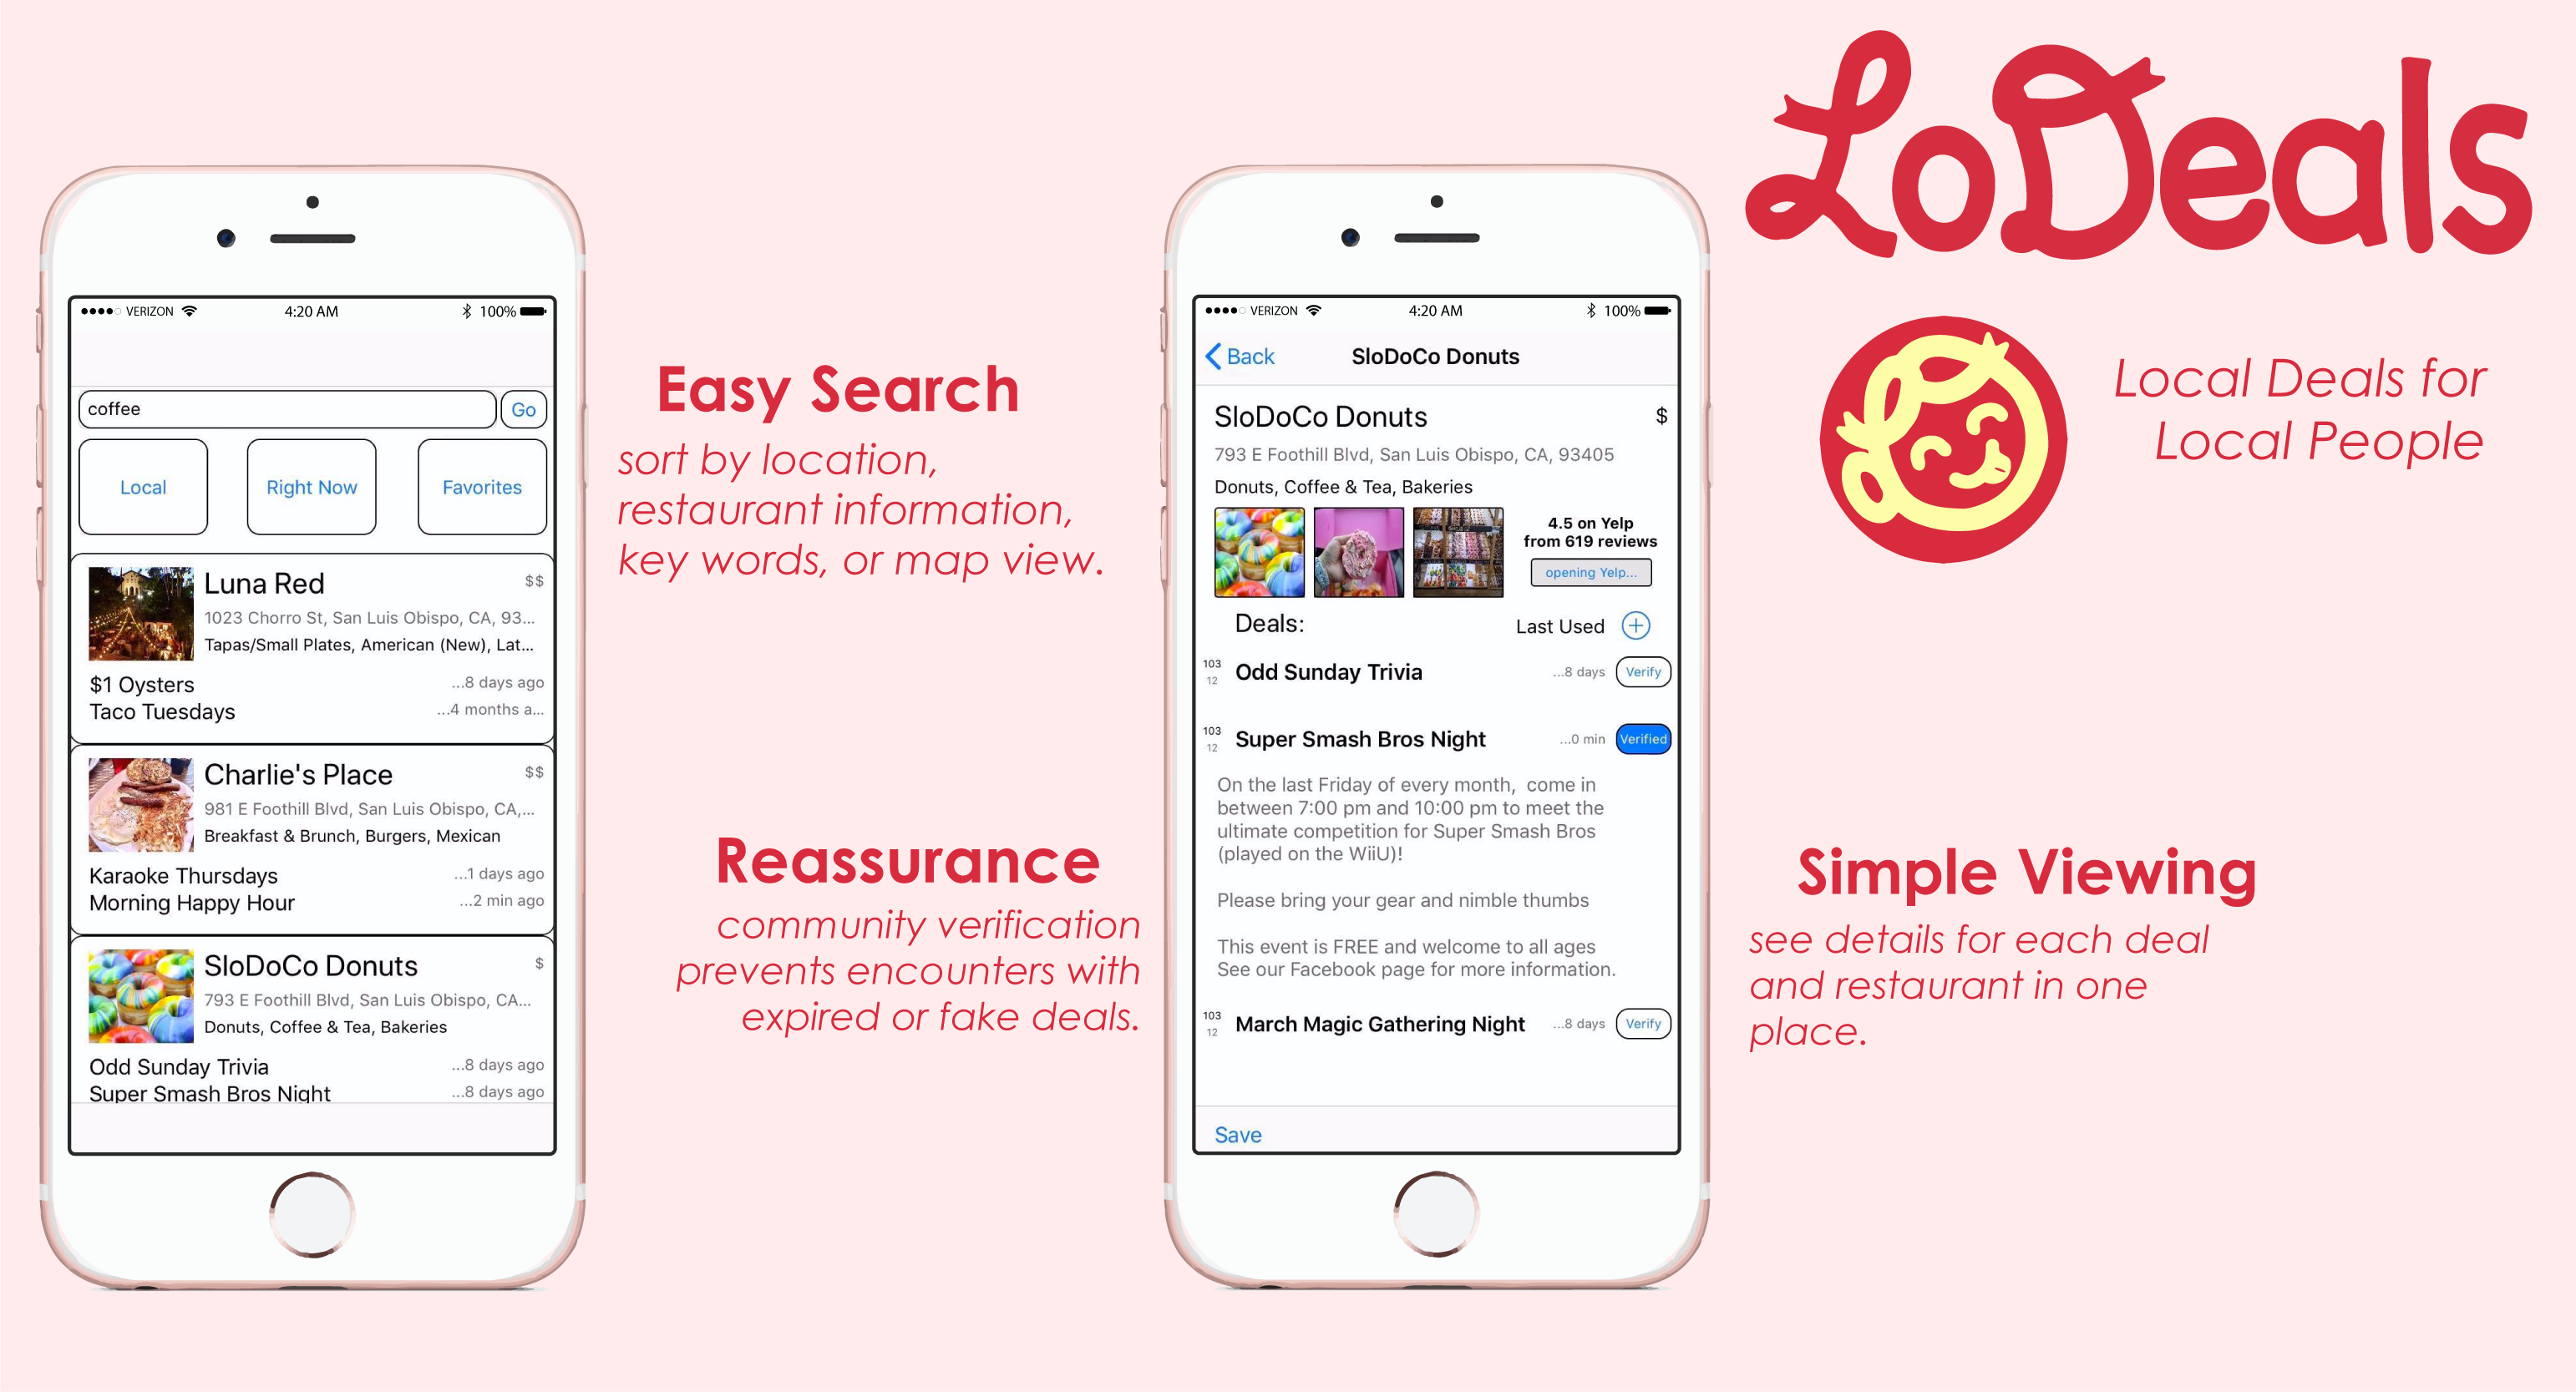 LoDeals
Local Deals for
Local People
VERIZON 4:20 AM 100%
coffee Go
Local Right Now Favorites
Luna Red $$
1023 Chorro St, San Luis Obispo, CA, 93...
Tapas/Small Plates, American (New), Lat...
$1 Oysters ...8 days ago
Taco Tuesdays ...4 months a...
Charlie's Place $$
981 E Foothill Blvd, San Luis Obispo, CA,...
Breakfast & Brunch, Burgers, Mexican
Karaoke Thursdays ...1 days ago
Morning Happy Hour ...2 min ago
SloDoCo Donuts $
793 E Foothill Blvd, San Luis Obispo, CA...
Donuts, Coffee & Tea, Bakeries
Odd Sunday Trivia ...8 days ago
Super Smash Bros Night ...8 days ago
Easy Search
sort by location,
restaurant information,
key words, or map view.
Reassurance
community verification
prevents encounters with
expired or fake deals.
VERIZON 4:20 AM 100%
Back SloDoCo Donuts
SloDoCo Donuts $
793 E Foothill Blvd, San Luis Obispo, CA, 93405
Donuts, Coffee & Tea, Bakeries
4.5 on Yelp
from 619 reviews
opening Yelp...
Deals: Last Used +
103
12
Odd Sunday Trivia ...8 days Verify
103
12
Super Smash Bros Night ...0 min Verified
On the last Friday of every month, come in
between 7:00 pm and 10:00 pm to meet the
ultimate competition for Super Smash Bros
(played on the WiiU)!
Please bring your gear and nimble thumbs
This event is FREE and welcome to all ages
See our Facebook page for more information.
103
12
March Magic Gathering Night ...8 days Verify
Save
Simple Viewing
see details for each deal
and restaurant in one
place.